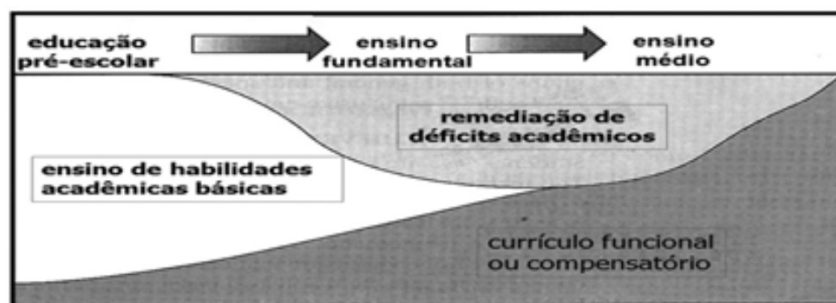 educação
pré-escolar
ensino
fundamental
ensino
médio
remediação de
déficits acadêmicos
ensino de habilidades
acadêmicas básicas
currículo funcional
ou compensatório